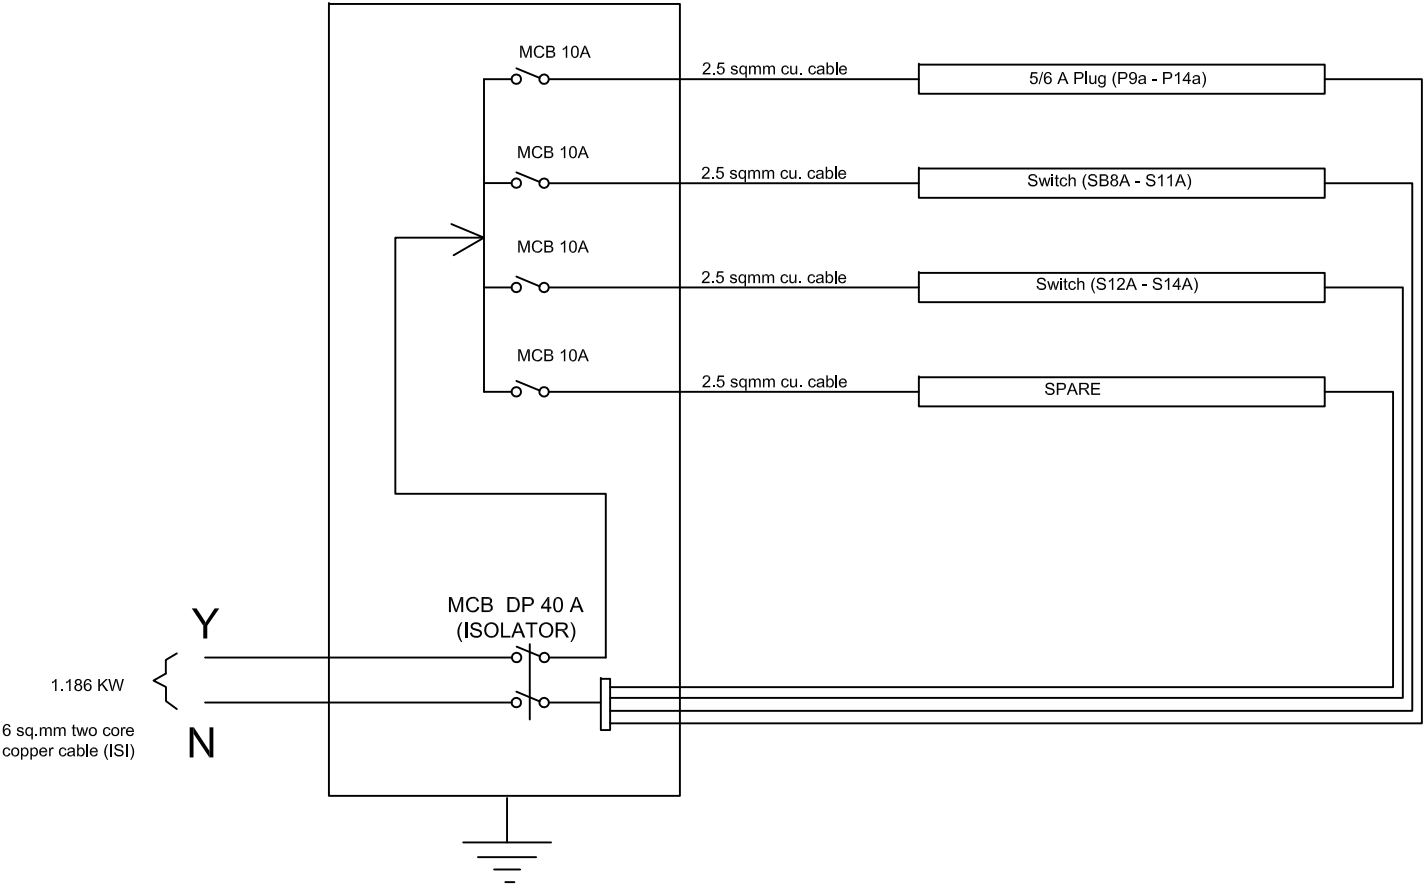 MCB 10A
2.5 sqmm cu. cable
5/6 A Plug (P9a - P14a)
MCB 10A
2.5 sqmm cu. cable
Switch (SB8A - S11A)
MCB 10A
2.5 sqmm cu. cable
Switch (S12A - S14A)
MCB 10A
2.5 sqmm cu. cable
SPARE
MCB DP 40 A
(ISOLATOR)
Y
1.186 KW
6 sq.mm two core
copper cable (ISI)
N